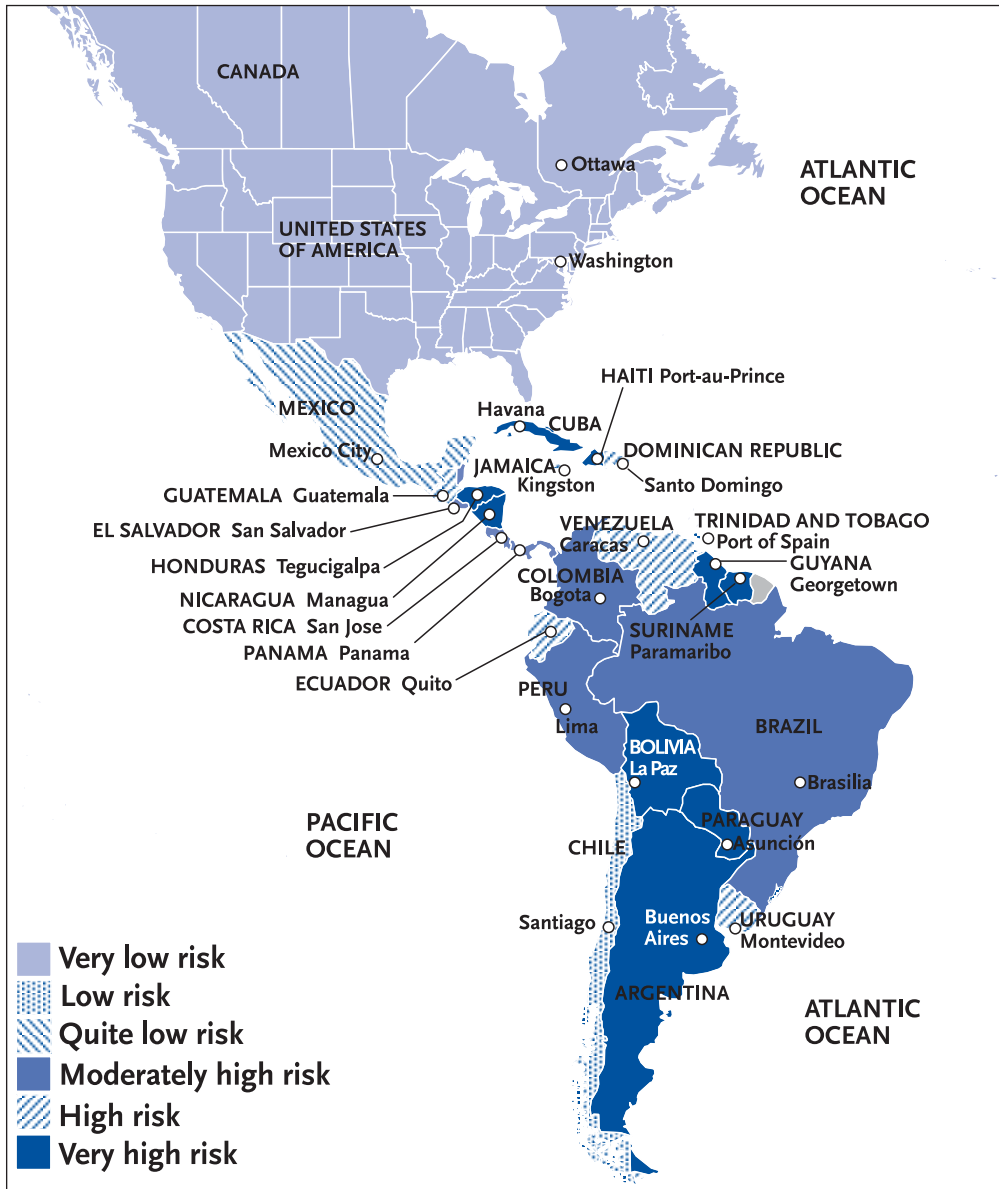 CANADA
Ottawa
ATLANTIC
OCEAN
UNITED STATES
OF AMERICA
Washington
HAITI Port-au-Prince
MEXICO
Havana
CUBA
Mexico City
JAMAICA
Kingston
DOMINICAN REPUBLIC
Santo Domingo
GUATEMALA Guatemala
EL SALVADOR San Salvador
VENEZUELA
Caracas
TRINIDAD AND TOBAGO
Port of Spain
HONDURAS Tegucigalpa
GUYANA
Georgetown
NICARAGUA Managua
COLOMBIA
Bogota
COSTA RICA San Jose
SURINAME
Paramaribo
PANAMA Panama
ECUADOR Quito
PERU
Lima
BRAZIL
BOLIVIA
La Paz
Brasilia
PACIFIC
OCEAN
PARAGUAY
Asunción
CHILE
Santiago
Buenos
Aires
URUGUAY
Montevideo
ARGENTINA
ATLANTIC
OCEAN
Very low risk
Low risk
Quite low risk
Moderately high risk
High risk
Very high risk